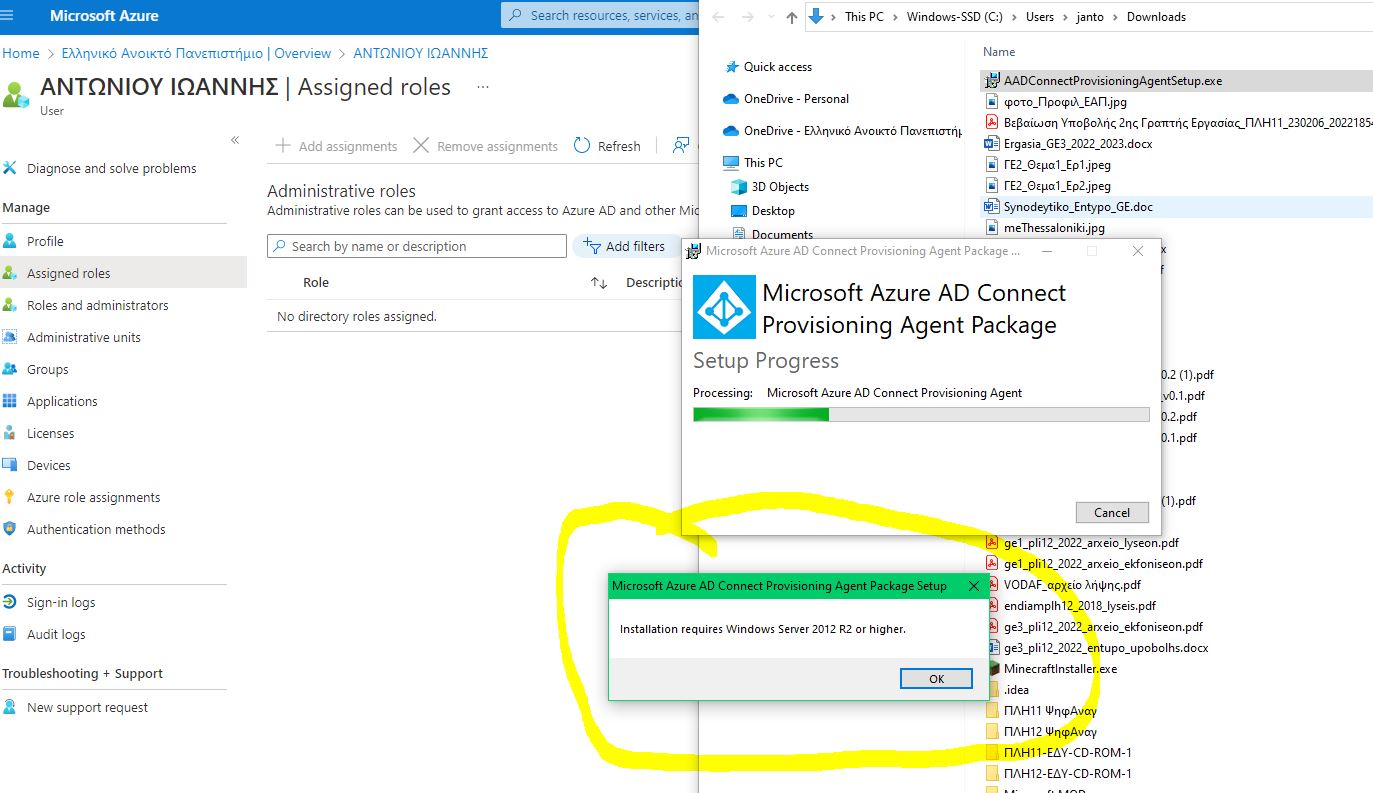 Microsoft Azure
Search resources, services, an
Home > Ελληνικό Ανοικτό Πανεπιστήμιο | Overview > ΑΝΤΩΝΙΟΥ ΙΩΑΝΝΗΣ
ΑΝΤΩΝΙΟΥ ΙΩΑΝΝΗΣ | Assigned roles ...
User
«
Diagnose and solve problems
Manage
Profile
Assigned roles
Roles and administrators
Administrative units
Groups
Applications
Licenses
Devices
Azure role assignments
Authentication methods
Activity
Sign-in logs
Audit logs
Troubleshooting + Support
New support request
Add assignments
Remove assignments
Refresh
Administrative roles
Administrative roles can be used to grant access to Azure AD and other Mic
Search by name or description
Add filters
Role
Descriptic
No directory roles assigned.
This PC > Windows-SSD (C:) > Users > janto > Downloads
Quick access
OneDrive - Personal
OneDrive - Ελληνικό Ανοικτό Πανεπιστήμ
This PC
3D Objects
Desktop
Documents
Name
AADConnectProvisioningAgentSetup.exe
φοτο_Προφιλ_ΕΑΠ.jpg
Βεβαίωση Υποβολής 2ης Γραπτής Εργασίας_ΠΛΗ11_230206_20221854
Ergasia_GE3_2022_2023.docx
ΓΕ2_Θεμα1_Ερ1.jpeg
ΓΕ2_Θεμα1_Ερ2.jpeg
Synodeytiko_Entypo_GE.doc
meThessaloniki.jpg
x
f
0.2 (1).pdf
_v0.1.pdf
0.2.pdf
0.1.pdf
(1).pdf
ge1_pli12_2022_arxeio_lyseon.pdf
ge1_pli12_2022_arxeio_ekfoniseon.pdf
VODAF_αρχείο λήψης.pdf
endiamplh12_2018_lyseis.pdf
ge3_pli12_2022_arxeio_ekfoniseon.pdf
ge3_pli12_2022_entupo_upobolhs.docx
MinecraftInstaller.exe
.idea
ΠΛΗ11 ΨηφΑναγ
ΠΛΗ12 ΨηφΑναγ
ΠΛΗ11-ΕΔΥ-CD-ROM-1
ΠΛΗ12-ΕΔΥ-CD-ROM-1
Minecraft MOD
Microsoft Azure AD Connect Provisioning Agent Package ...
Microsoft Azure AD Connect
Provisioning Agent Package
Setup Progress
Processing: Microsoft Azure AD Connect Provisioning Agent
Cancel
Microsoft Azure AD Connect Provisioning Agent Package Setup
Installation requires Windows Server 2012 R2 or higher.
OK